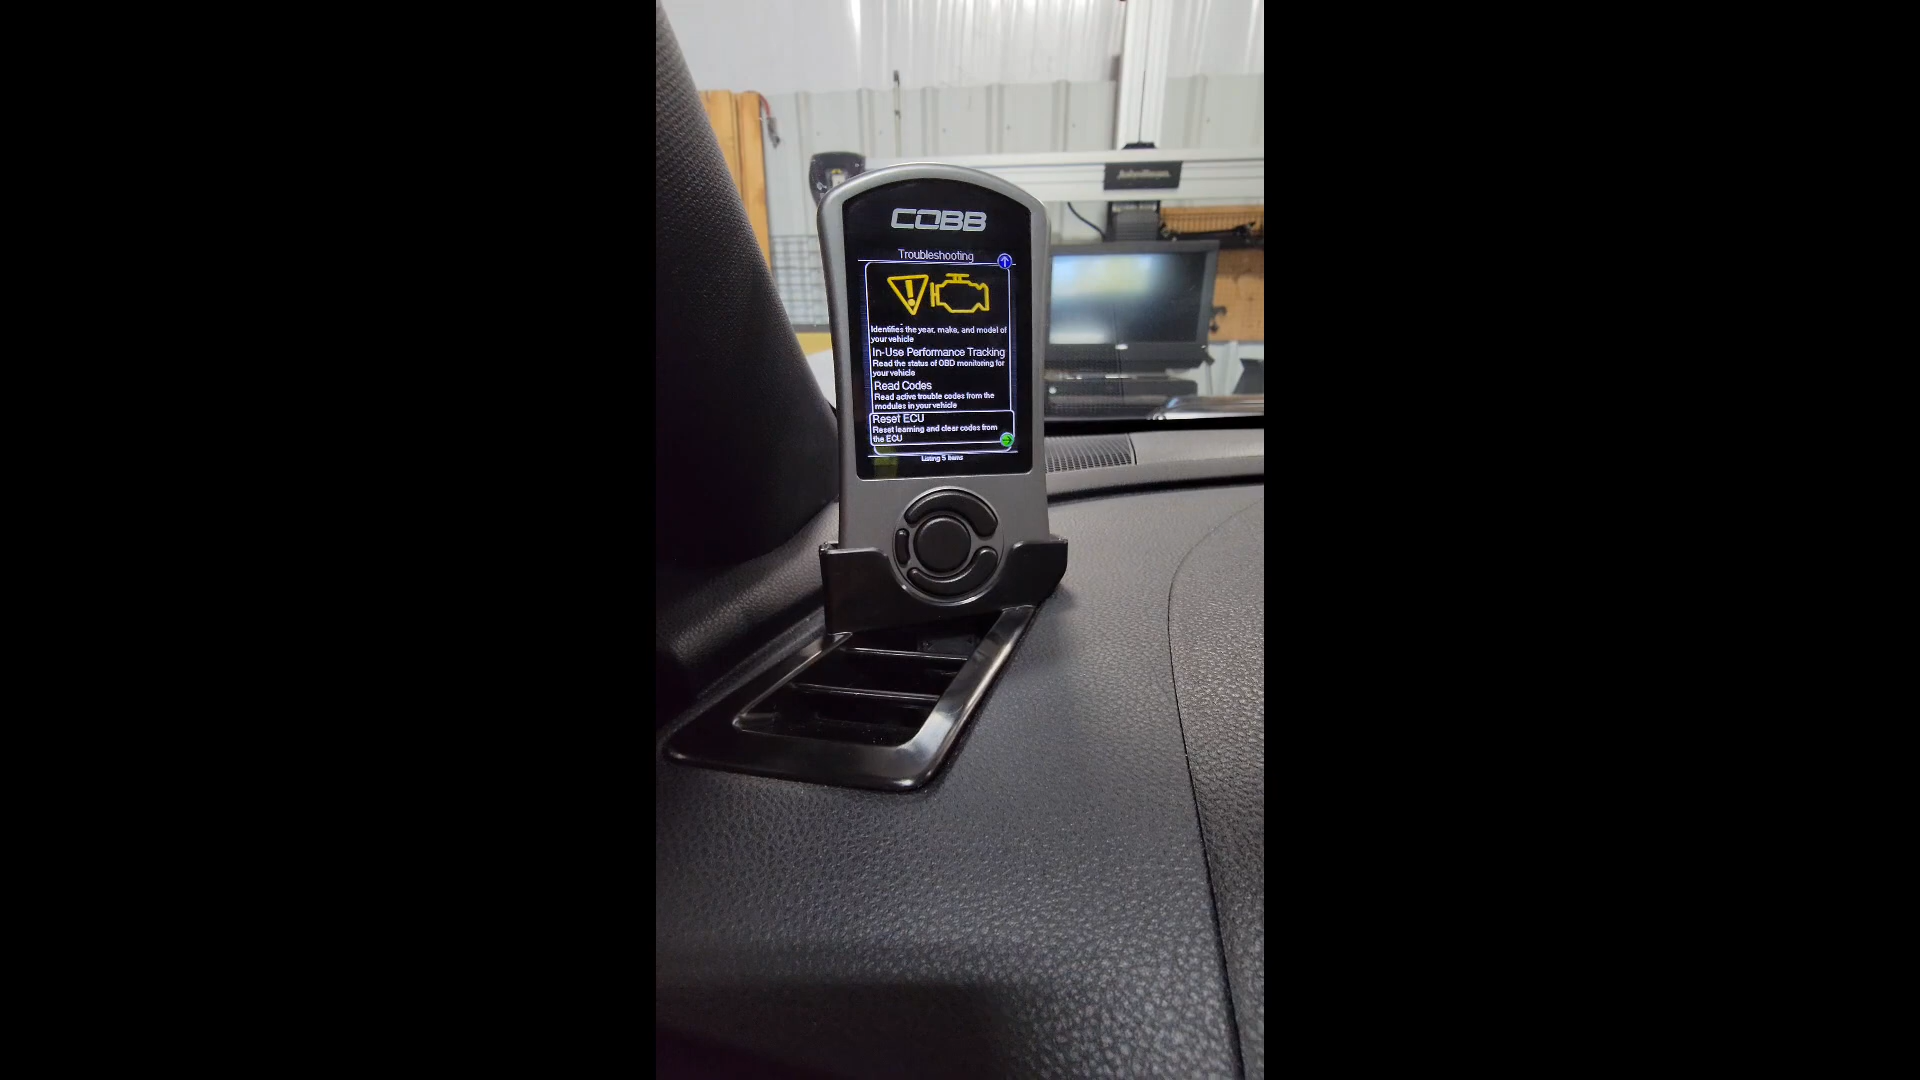 COBB
Troubleshooting
Identifies the year, make, and model of
your vehicle
In-Use Performance Tracking
Read the status of OBD monitoring for
your vehicle
Read Codes
Read active trouble codes from the
modules in your vehicle
Reset ECU
Reset learning and clear codes from
the ECU
Listing 5 items